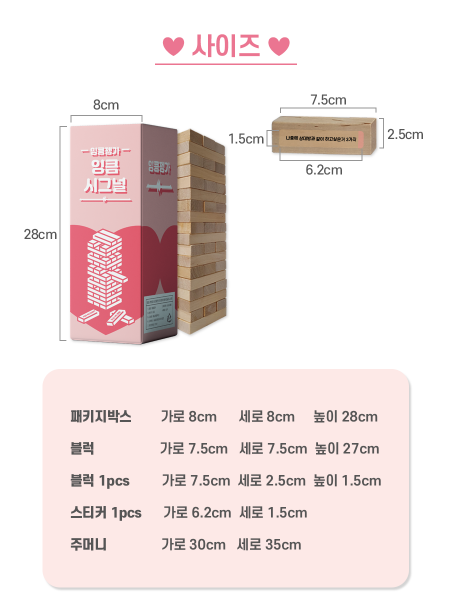 사이즈
8cm
7.5cm
1.5cm
2.5cm
6.2cm
28cm
잉큼
시그널
패키지박스 가로 8cm 세로 8cm 높이 28cm
블럭 가로 7.5cm 세로 7.5cm 높이 27cm
블럭 1pcs 가로 7.5cm 세로 2.5cm 높이 1.5cm
스티커 1pcs 가로 6.2cm 세로 1.5cm
주머니 가로 30cm 세로 35cm